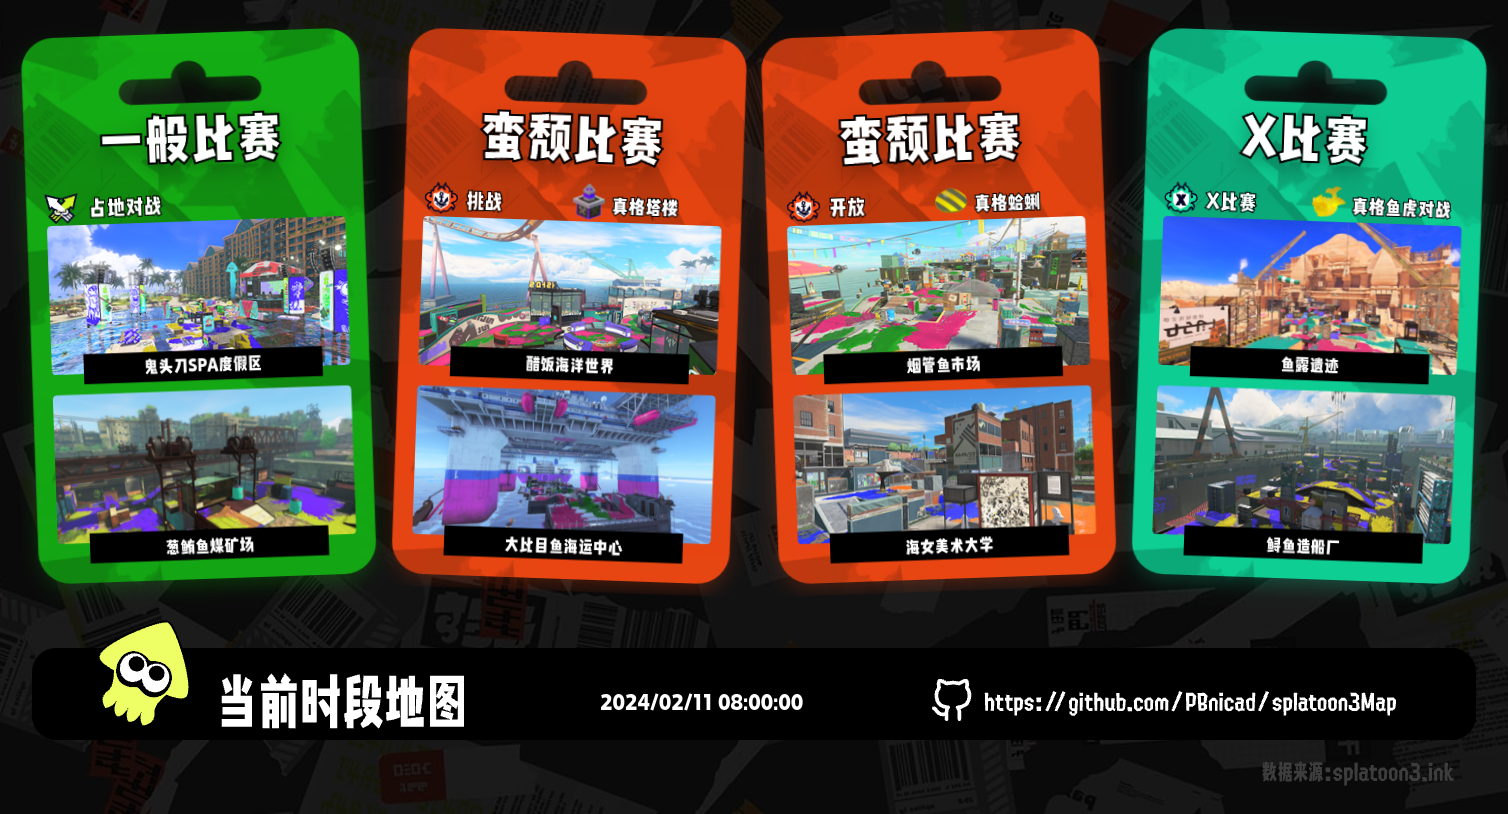 一般比赛
占地对战
鬼头刀SPA度假区
葱鲔鱼煤矿场
蛮颓比赛
挑战
真格塔楼
醋饭海洋世界
大比目鱼海运中心
蛮颓比赛
开放
真格蛤蜊
烟管鱼市场
海女美术大学
X比赛
X比赛
真格鱼虎对战
鱼露遗迹
鲟鱼造船厂
当前时段地图
2024/02/11 08:00:00
https://github.com/PBnicad/splatoon3Map
数据来源:splatoon3.ink